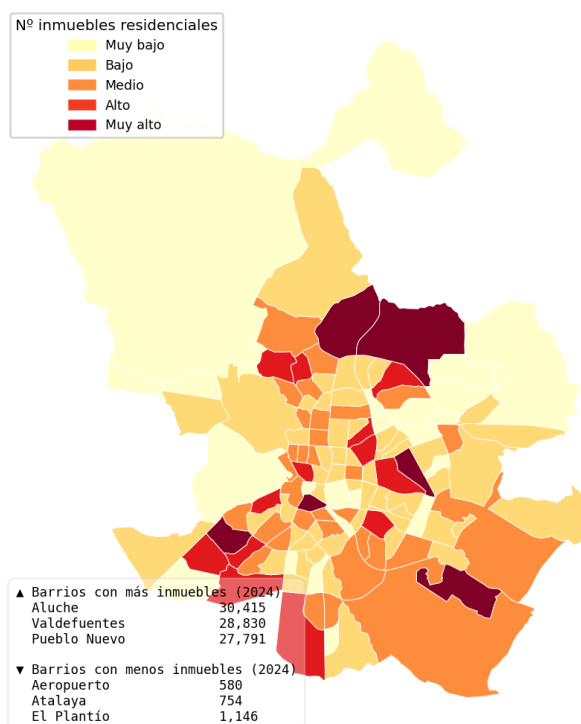 Nº inmuebles residenciales
Muy bajo
Bajo
Medio
Alto
Muy alto
▲ Barrios con más inmuebles (2024)
Aluche 30,415
Valdefuentes 28,830
Pueblo Nuevo 27,791
▼ Barrios con menos inmuebles (2024)
Aeropuerto 580
Atalaya 754
El Plantío 1,146